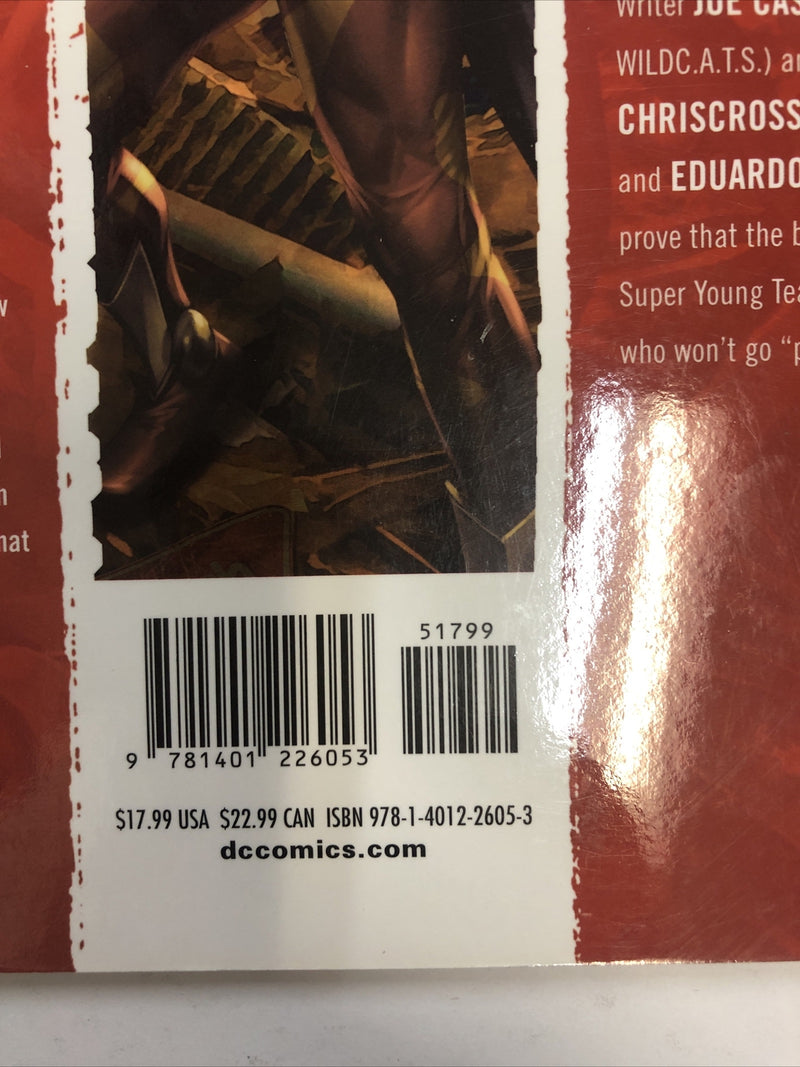 writer JOE CAS
WILDC.A.T.S.) a
CHRISCROSS
and EDUARDO
prove that the b
Super Young Tea
who won't go “p
w
n
hat
51799
9 781401 226053
$17.99 USA $22.99 CAN ISBN 978-1-4012-2605-3
dccomics.com